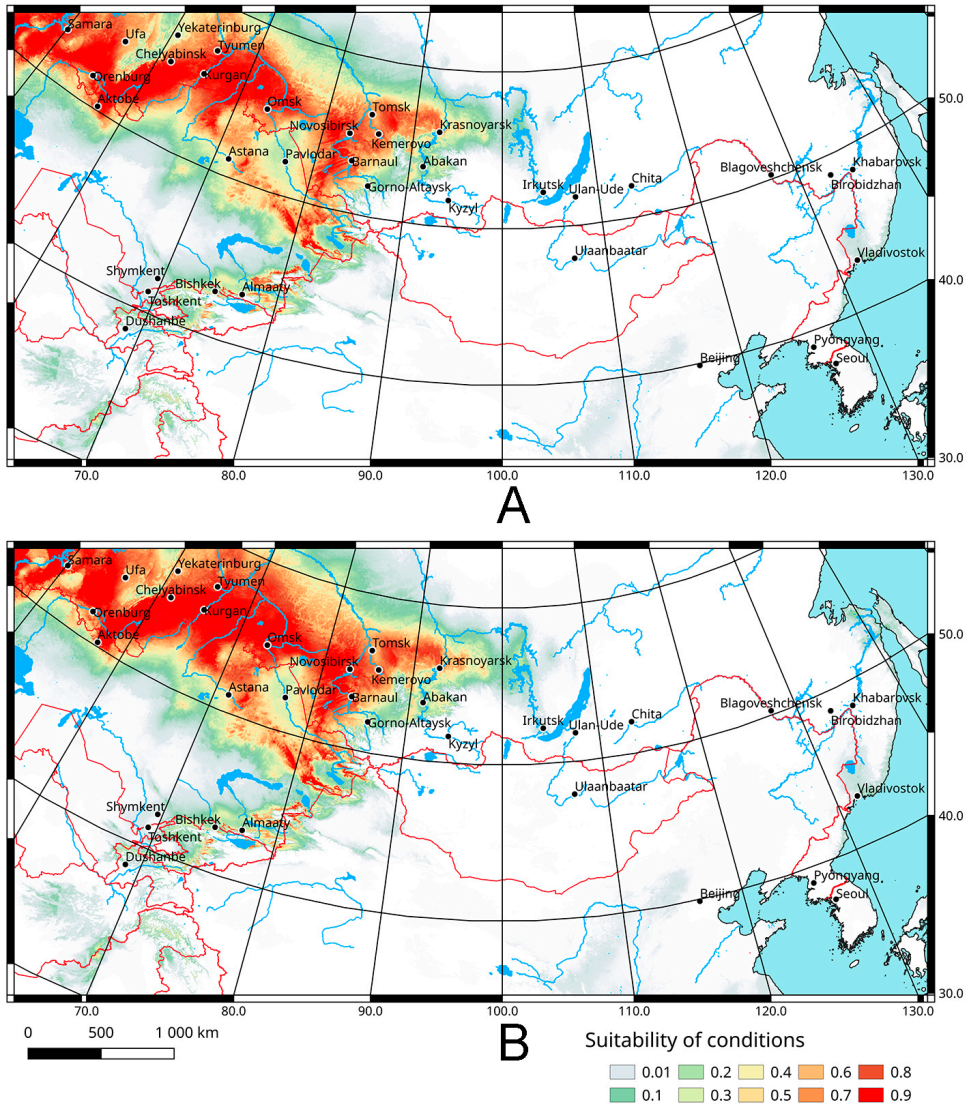 Samara
Ufa
Yekaterinburg
Chelyabinsk
Tyumen
Orenburg
Kurgan
Aktobe
Omsk
Tomsk
Novosibirsk
Krasnoyarsk
Kemerovo
Astana
Pavlodar
Barnaul
Abakan
Gorno-Altaysk
Kyzyl
Irkutsk
Ulan-Ude
Chita
Blagoveshchensk
Khabarovsk
Birobidzhan
Ulaanbaatar
Vladivostok
Shymkent
Bishkek
Almaaty
Toshkent
Dushanbe
Beijing
Pyongyang
Seoul
50.0
40.0
30.0
70.0 80.0 90.0 100.0 110.0 120.0 130.0
A
Samara
Ufa
Yekaterinburg
Chelyabinsk
Tyumen
Orenburg
Kurgan
Aktobe
Omsk
Tomsk
Novosibirsk
Krasnoyarsk
Kemerovo
Astana
Pavlodar
Barnaul
Abakan
Gorno-Altaysk
Kyzyl
Irkutsk
Ulan-Ude
Chita
Blagoveshchensk
Khabarovsk
Birobidzhan
Ulaanbaatar
Vladivostok
Shymkent
Bishkek
Almaaty
Toshkent
Dushanbe
Beijing
Pyongyang
Seoul
50.0
40.0
30.0
70.0 80.0 90.0 100.0 110.0 120.0 130.0
B
0 500 1 000 km
Suitability of conditions
0.01 0.2 0.4 0.6 0.8
0.1 0.3 0.5 0.7 0.9